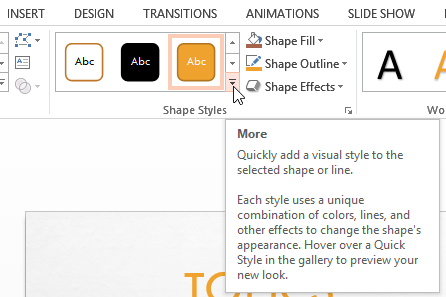 INSERT DESIGN TRANSITIONS ANIMATIONS SLIDE SHOW
Abc Abc Abc
Shape Fill
Shape Outline
Shape Effects
A
Shape Styles
More
Quickly add a visual style to the
selected shape or line.
Each style uses a unique
combination of colors, lines, and
other effects to change the shape's
appearance. Hover over a Quick
Style in the gallery to preview your
new look.